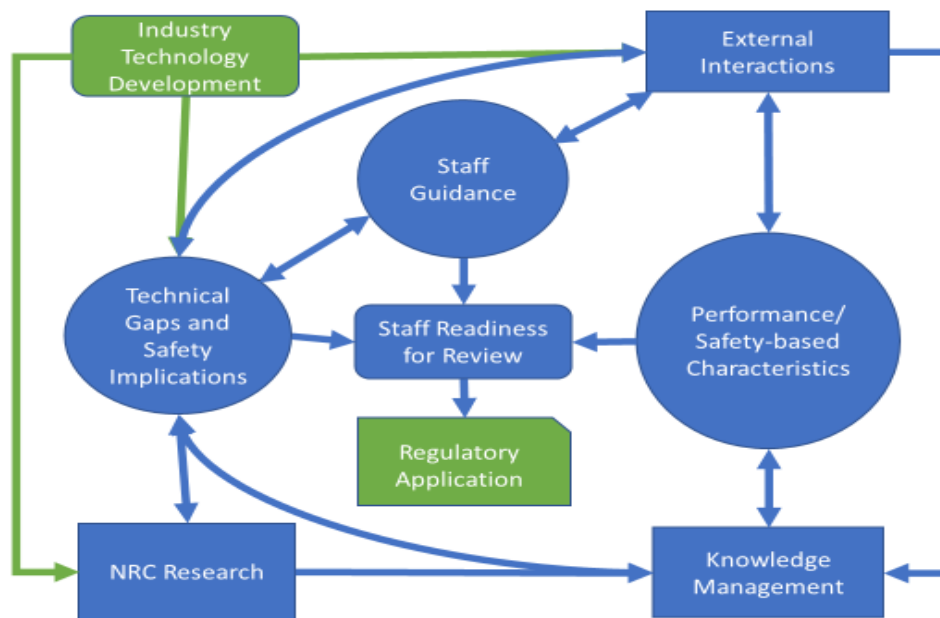 Industry
Technology
Development
External
Interactions
Staff
Guidance
Technical
Gaps and
Safety
Implications
Staff Readiness
for Review
Performance/
Safety-based
Characteristics
Regulatory
Application
NRC Research
Knowledge
Management